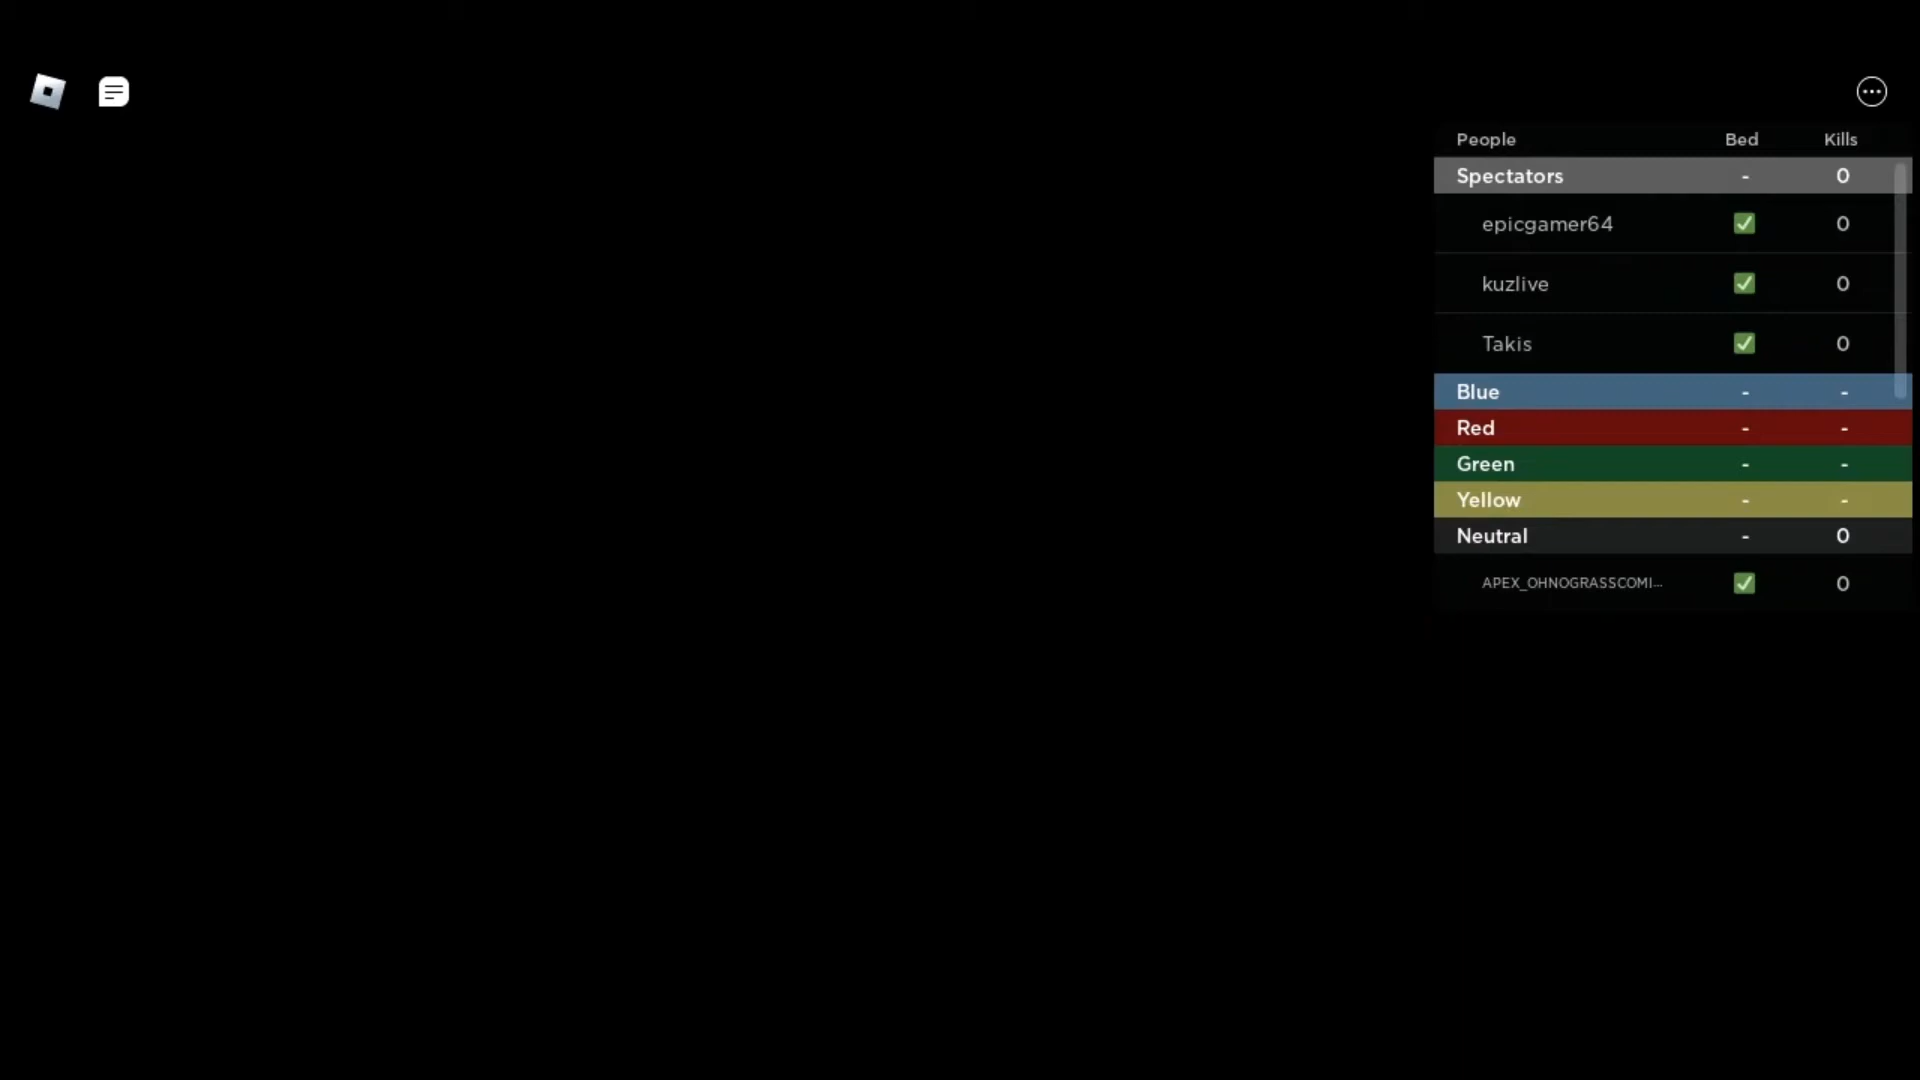 People Bed Kills
Spectators - 0
epicgamer64 ✅ 0
kuzlive ✅ 0
Takis ✅ 0
Blue - -
Red - -
Green - -
Yellow - -
Neutral - 0
APEX_OHNOGRASSCOMI... ✅ 0